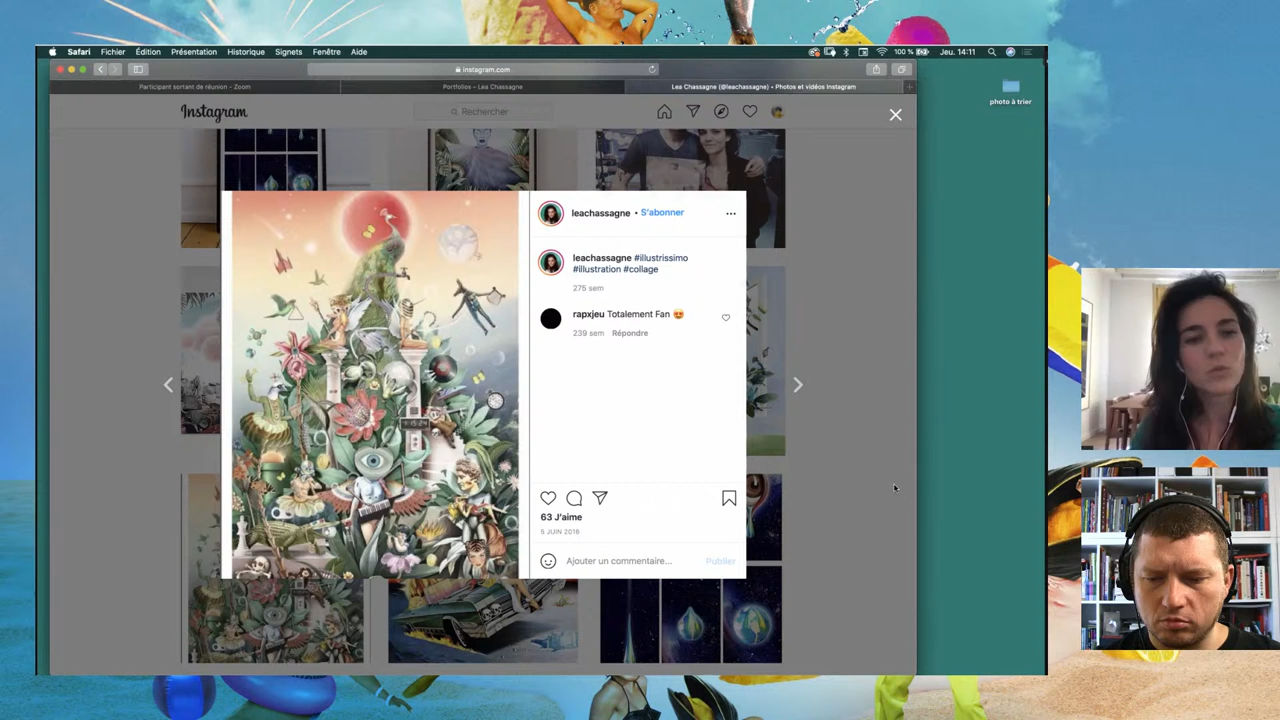 Safari Fichier Édition Présentation Historique Signets Fenêtre Aide
100 % Jeu. 14:11
instagram.com
Participant sortant de réunion - Zoom
Portfolios – Lea Chassagne
Lea Chassagne (@leachassagne) • Photos et vidéos Instagram
photo à trier
Instagram
Rechercher
leachassagne • S'abonner
leachassagne #illustrissimo
#illustration #collage
275 sem
rapxjeu Totalement Fan 😍
239 sem Répondre
63 J'aime
5 JUIN 2016
Ajouter un commentaire...
Publier